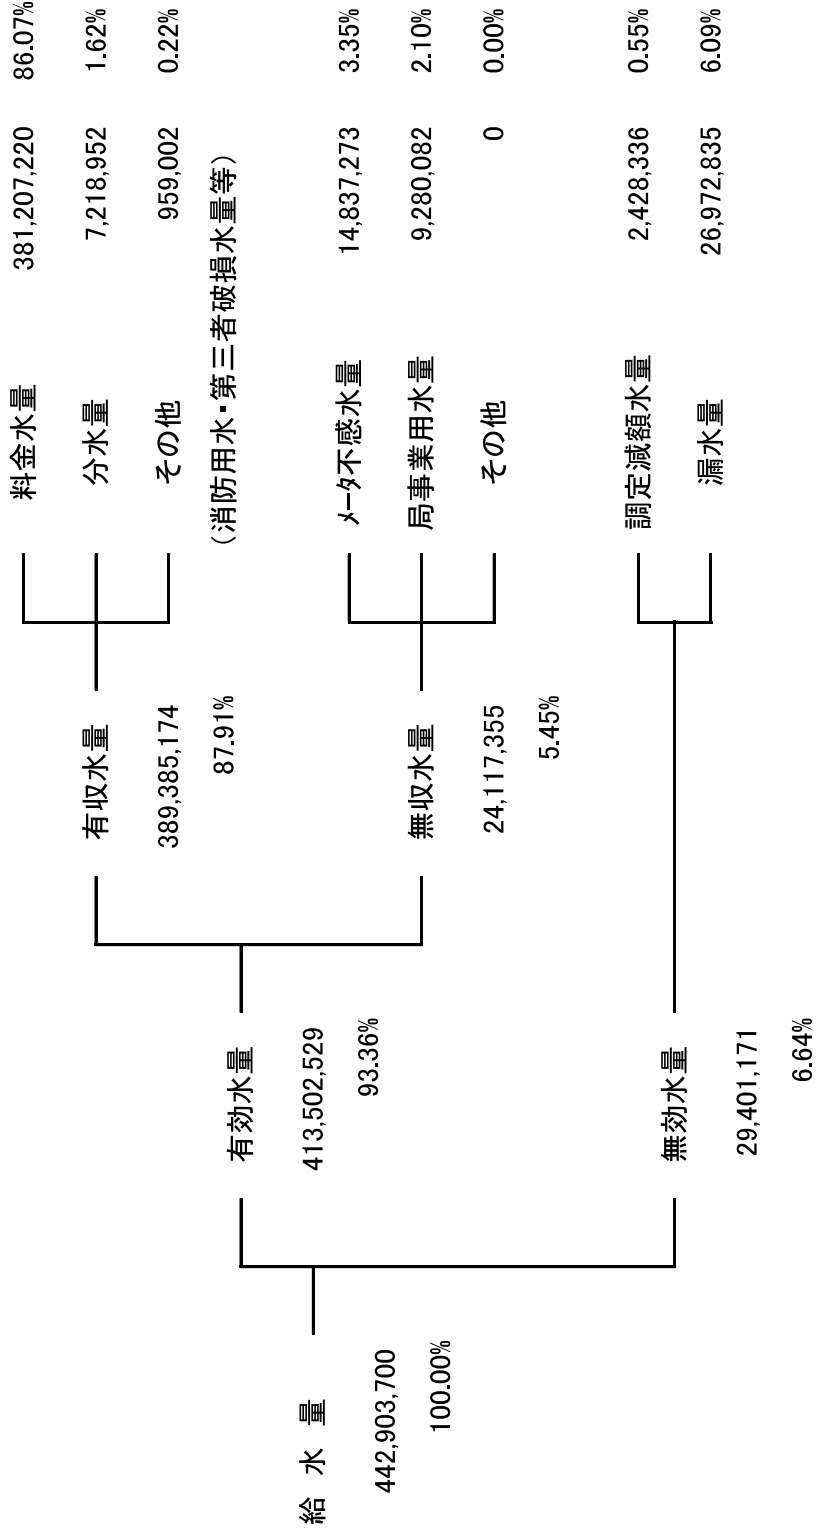 料金水量 381,207,220 86.07%
分水量 7,218,952 1.62%
その他 959,002 0.22%
(消防用水・第三者破損水量等)
有収水量
389,385,174
87.91%
メータ不感水量 14,837,273 3.35%
局事業用水量 9,280,082 2.10%
その他 0 0.00%
無収水量
24,117,355
5.45%
有効水量
413,502,529
93.36%
給水量
442,903,700
100.00%
調定減額水量 2,428,336 0.55%
漏水量 26,972,835 6.09%
無効水量
29,401,171
6.64%